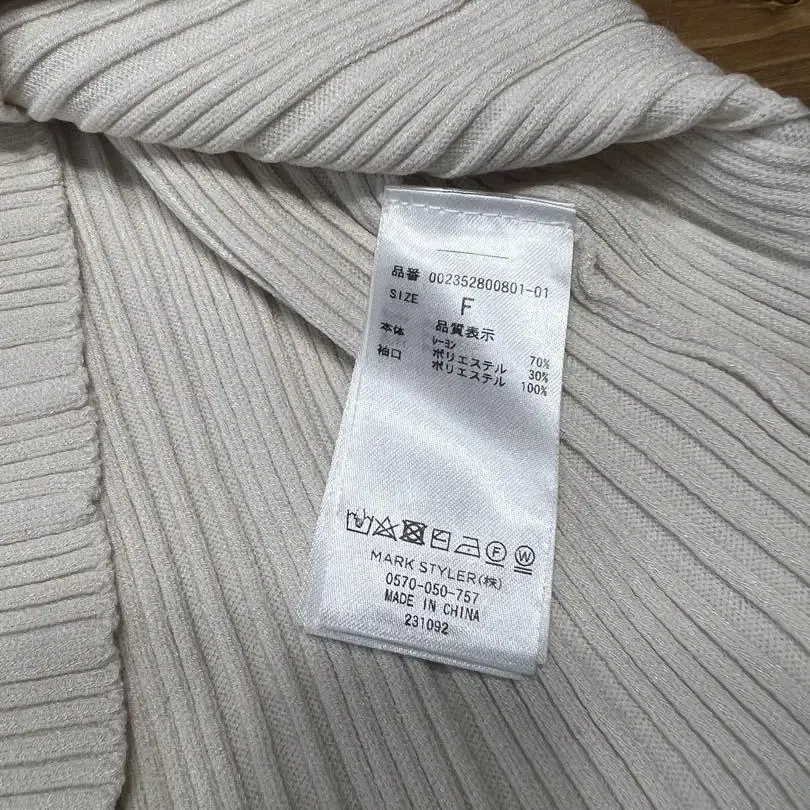 品番 002352800801-01
SIZE F
品質表示
本体 レーヨン 70%
ポリエステル 30%
袖口 ポリエステル 100%
F W
MARK STYLER(株)
0570-050-757
MADE IN CHINA
231092